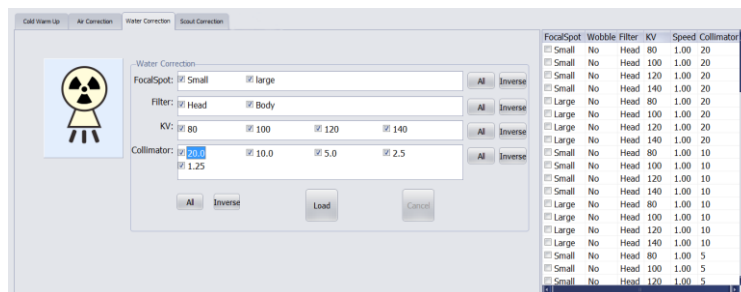 Cold Warm Up Air Correction Water Correction Scout Correction
Water Correction
FocalSpot: Small large All Inverse
Filter: Head Body All Inverse
KV: 80 100 120 140 All Inverse
Collimator: 20.0 10.0 5.0 2.5 All Inverse
1.25
All Inverse Load Cancel
FocalSpot Wobble Filter KV Speed Collimator
Small No Head 80 1.00 20
Small No Head 100 1.00 20
Small No Head 120 1.00 20
Small No Head 140 1.00 20
Large No Head 80 1.00 20
Large No Head 100 1.00 20
Large No Head 120 1.00 20
Large No Head 140 1.00 20
Small No Head 80 1.00 10
Small No Head 100 1.00 10
Small No Head 120 1.00 10
Small No Head 140 1.00 10
Large No Head 80 1.00 10
Large No Head 100 1.00 10
Large No Head 120 1.00 10
Large No Head 140 1.00 10
Small No Head 80 1.00 5
Small No Head 100 1.00 5
Small No Head 120 1.00 5